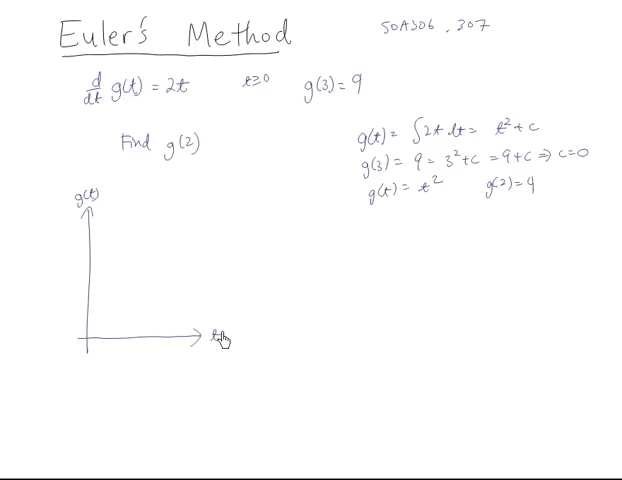 Euler's Method
SOA306 . 307
d/dt g(t) = 2t t≥0 g(3) = 9
Find g(2)
g(t) = ∫2t dt = t² + c
g(3) = 9 = 3² + c = 9 + c ⇒ c = 0
g(t) = t² g(2) = 4
g(t)
t